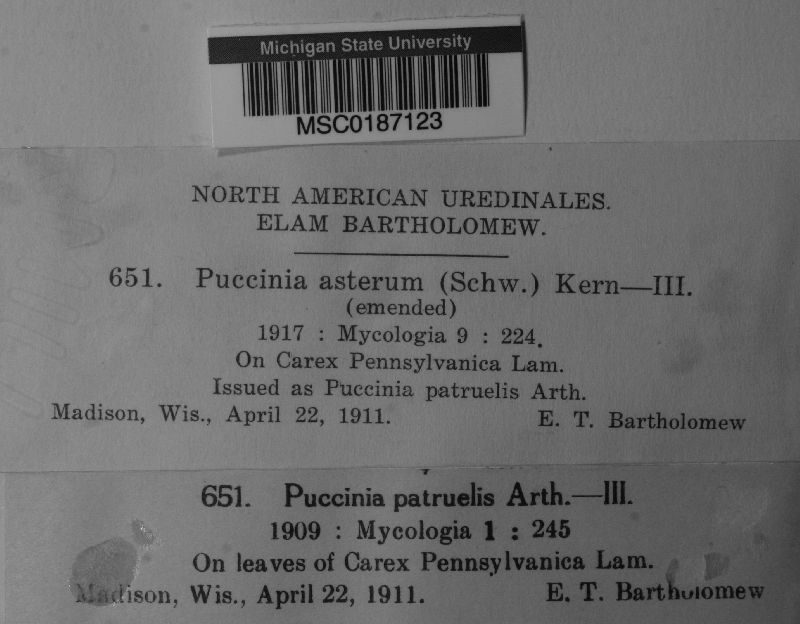 Michigan State University
MSC0187123
NORTH AMERICAN UREDINALES.
ELAM BARTHOLOMEW.
651. Puccinia asterum (Schw.) Kern—III.
(emended)
1917 : Mycologia 9 : 224.
On Carex Pennsylvanica Lam.
Issued as Puccinia patruelis Arth.
Madison, Wis., April 22, 1911. E. T. Bartholomew
651. Puccinia patruelis Arth.—III.
1909 : Mycologia 1 : 245
On leaves of Carex Pennsylvanica Lam.
Madison, Wis., April 22, 1911. E. T. Bartholomew